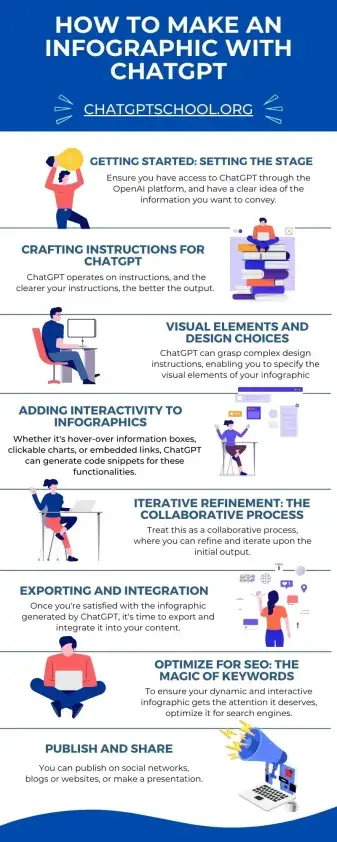 HOW TO MAKE AN
INFOGRAPHIC WITH
CHATGPT
CHATGPTSCHOOL.ORG
GETTING STARTED: SETTING THE STAGE
Ensure you have access to ChatGPT through the
OpenAI platform, and have a clear idea of the
information you want to convey.
CRAFTING INSTRUCTIONS FOR
CHATGPT
ChatGPT operates on instructions, and the
clearer your instructions, the better the output.
VISUAL ELEMENTS AND
DESIGN CHOICES
ChatGPT can grasp complex design
instructions, enabling you to specify the
visual elements of your infographic
ADDING INTERACTIVITY TO
INFOGRAPHICS
Whether it's hover-over information boxes,
clickable charts, or embedded links, ChatGPT
can generate code snippets for these
functionalities.
ITERATIVE REFINEMENT: THE
COLLABORATIVE PROCESS
Treat this as a collaborative process,
where you can refine and iterate upon the
initial output.
EXPORTING AND INTEGRATION
Once you're satisfied with the infographic
generated by ChatGPT, it's time to export and
integrate it into your content.
OPTIMIZE FOR SEO: THE
MAGIC OF KEYWORDS
To ensure your dynamic and interactive
infographic gets the attention it deserves,
optimize it for search engines.
PUBLISH AND SHARE
You can publish on social networks,
blogs or websites, or make a presentation.